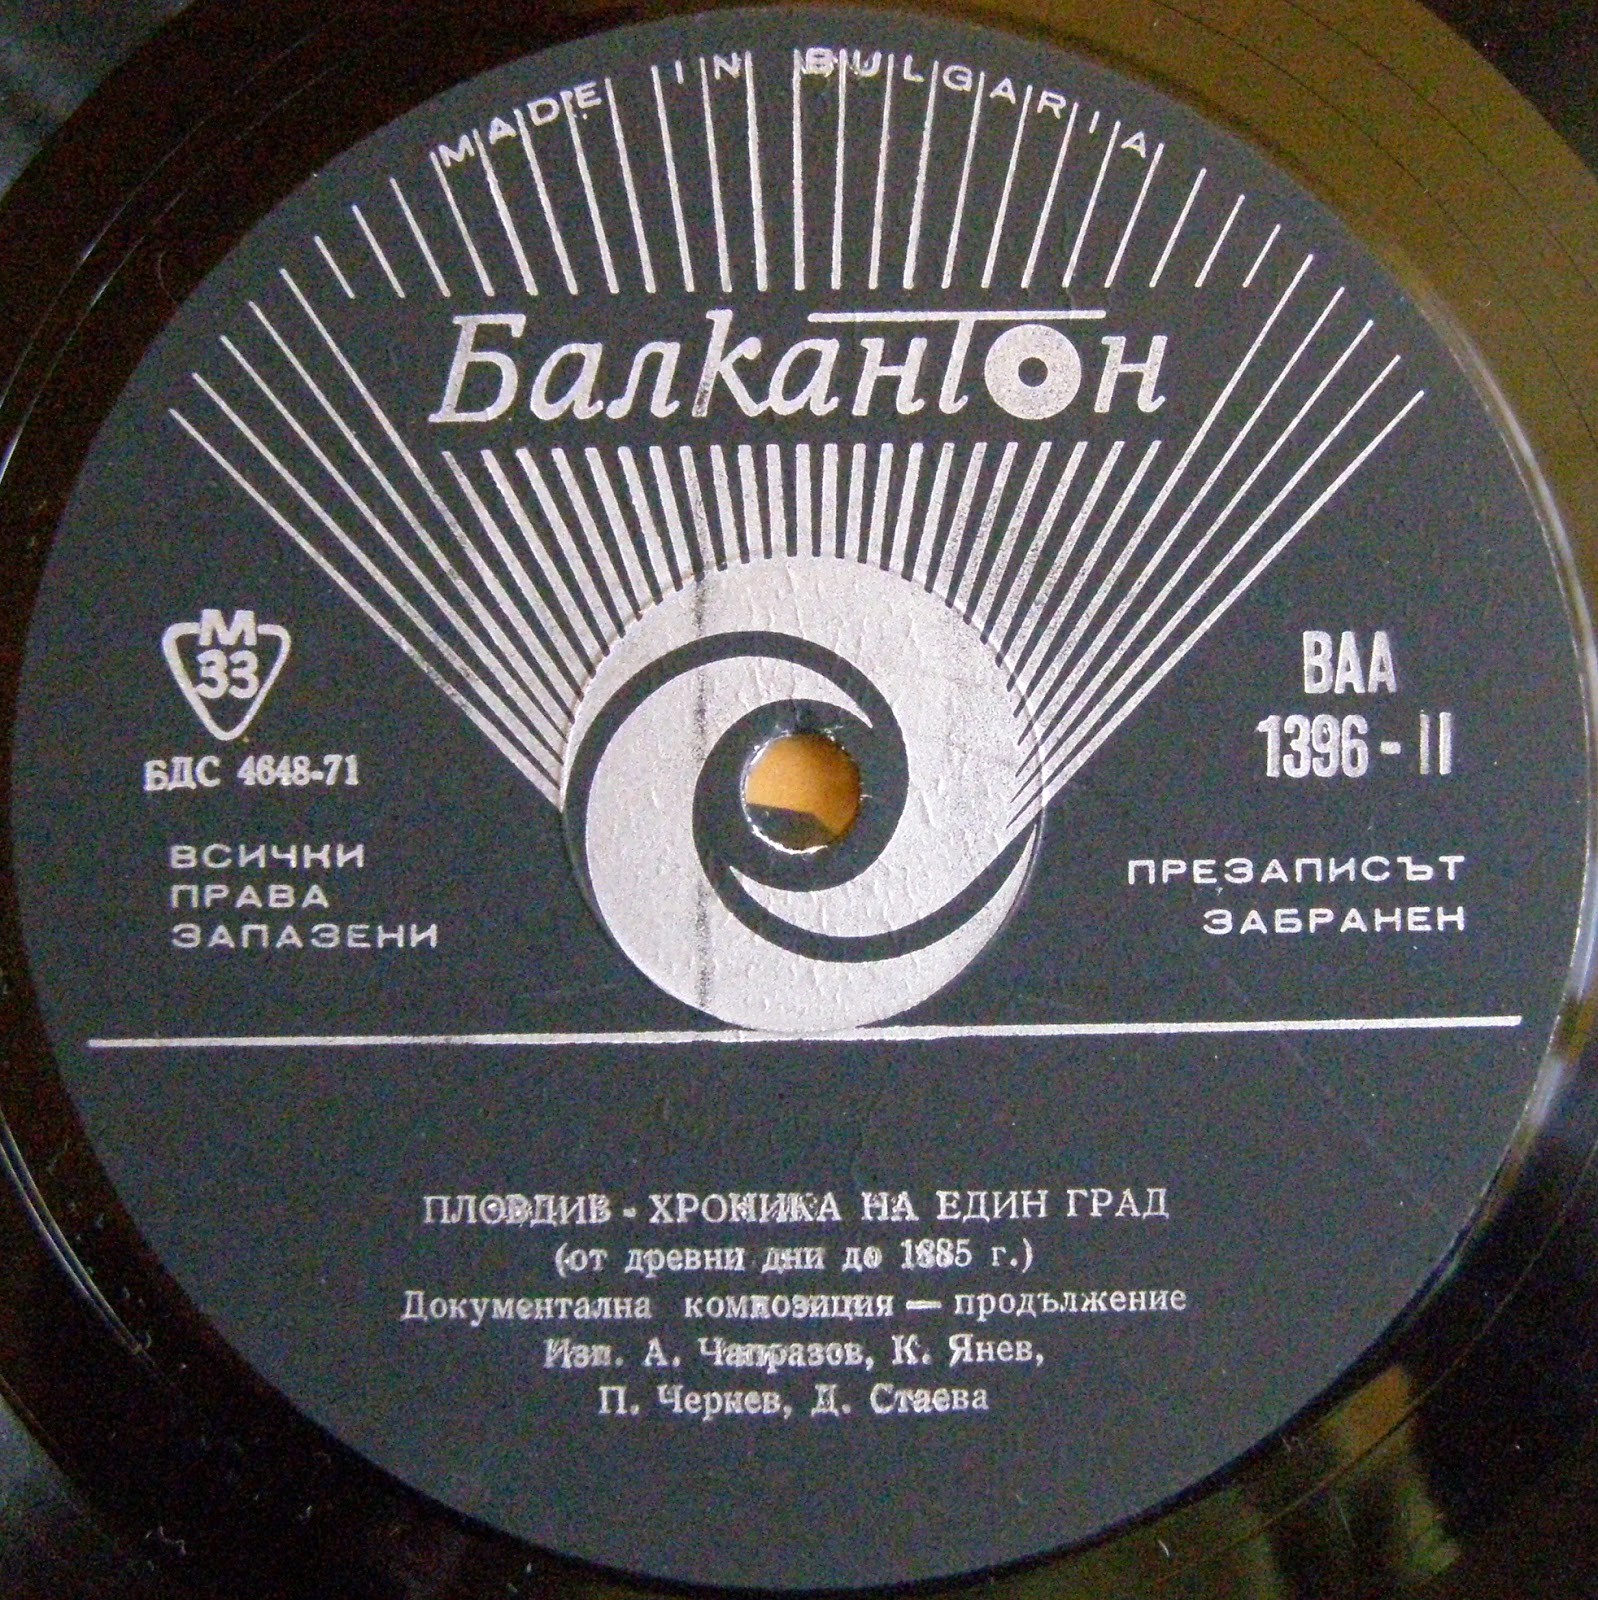 MADE IN BULGARIA
Балкантон
М
33
БДС 4648-71
ВАА
1396-II
ВСИЧКИ
ПРАВА
ЗАПАЗЕНИ
ПРЕЗАПИСЪТ
ЗАБРАНЕН
ПЛОВДИВ - ХРОНИКА НА ЕДИН ГРАД
(от древни дни до 1885 г.)
Документална композиция — продължение
Изп. А. Чапразов, К. Янев,
П. Чернев, Д. Стаева